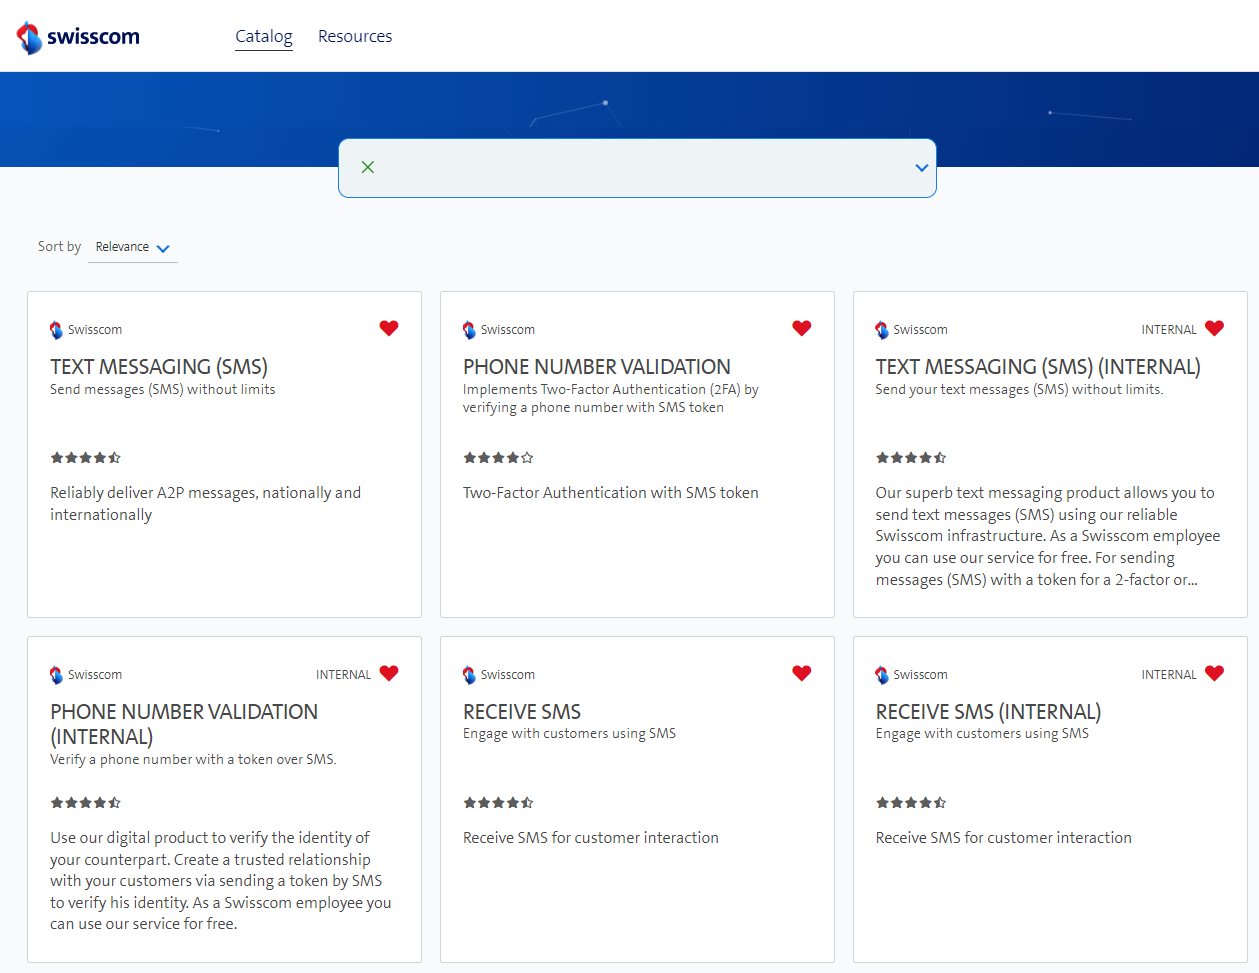 swisscom
Catalog
Resources
Sort by
Relevance
Swisscom
TEXT MESSAGING (SMS)
Send messages (SMS) without limits
Reliably deliver A2P messages, nationally and
internationally
Swisscom
PHONE NUMBER VALIDATION
Implements Two-Factor Authentication (2FA) by
verifying a phone number with SMS token
Two-Factor Authentication with SMS token
Swisscom
INTERNAL
TEXT MESSAGING (SMS) (INTERNAL)
Send your text messages (SMS) without limits.
Our superb text messaging product allows you to
send text messages (SMS) using our reliable
Swisscom infrastructure. As a Swisscom employee
you can use our service for free. For sending
messages (SMS) with a token for a 2-factor or...
Swisscom
INTERNAL
PHONE NUMBER VALIDATION
(INTERNAL)
Verify a phone number with a token over SMS.
Use our digital product to verify the identity of
your counterpart. Create a trusted relationship
with your customers via sending a token by SMS
to verify his identity. As a Swisscom employee you
can use our service for free.
Swisscom
RECEIVE SMS
Engage with customers using SMS
Receive SMS for customer interaction
Swisscom
INTERNAL
RECEIVE SMS (INTERNAL)
Engage with customers using SMS
Receive SMS for customer interaction